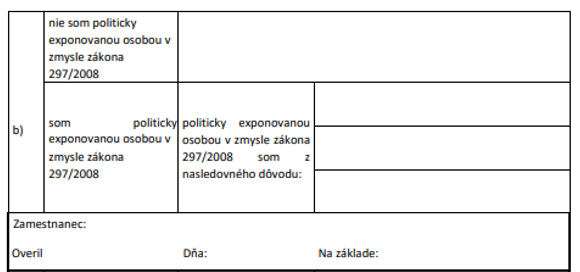 nie som politicky
exponovanou osobou v
zmysle zákona
297/2008
b)
som politicky
exponovanou osobou v
zmysle zákona
297/2008
politicky exponovanou
osobou v zmysle zákona
297/2008 som z
nasledovného dôvodu:
Zamestnanec:
Overil Dňa: Na základe: